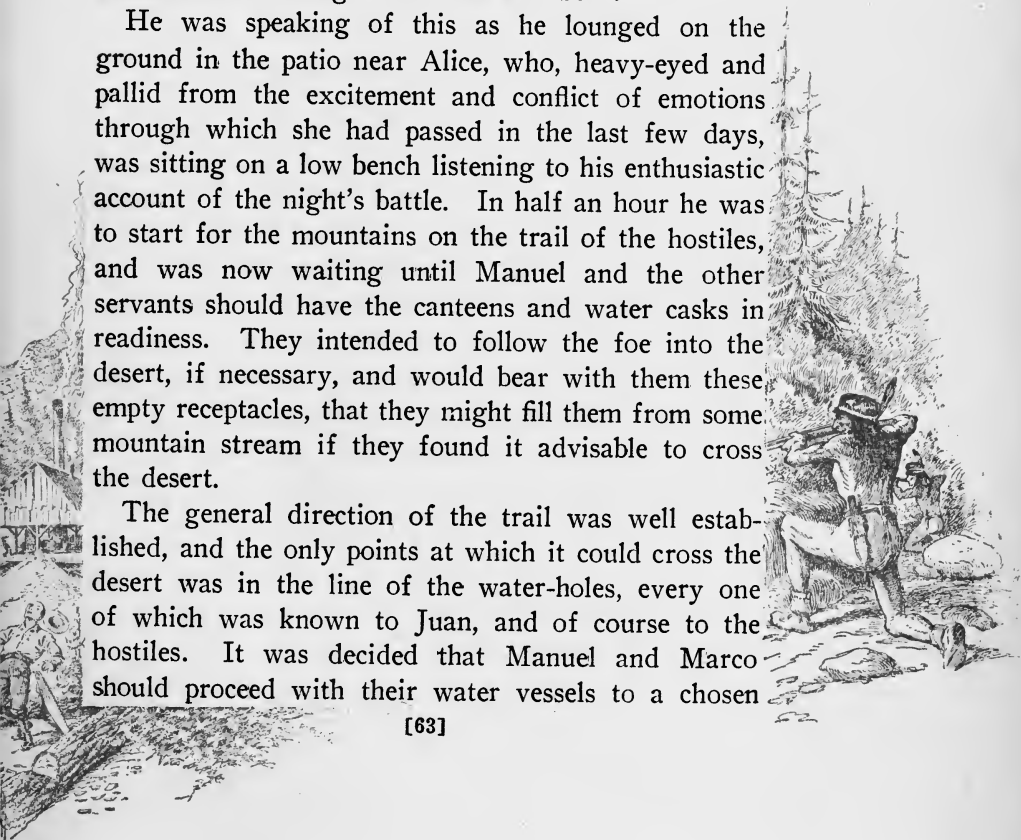 He was speaking of this as he lounged on the
ground in the patio near Alice, who, heavy-eyed and
pallid from the excitement and conflict of emotions
through which she had passed in the last few days,
was sitting on a low bench listening to his enthusiastic
account of the night's battle. In half an hour he was
to start for the mountains on the trail of the hostiles,
and was now waiting until Manuel and the other
servants should have the canteens and water casks in
readiness. They intended to follow the foe into the
desert, if necessary, and would bear with them these
empty receptacles, that they might fill them from some
mountain stream if they found it advisable to cross
the desert.
The general direction of the trail was well estab-
lished, and the only points at which it could cross the
desert was in the line of the water-holes, every one
of which was known to Juan, and of course to the
hostiles. It was decided that Manuel and Marco
should proceed with their water vessels to a chosen
[63]